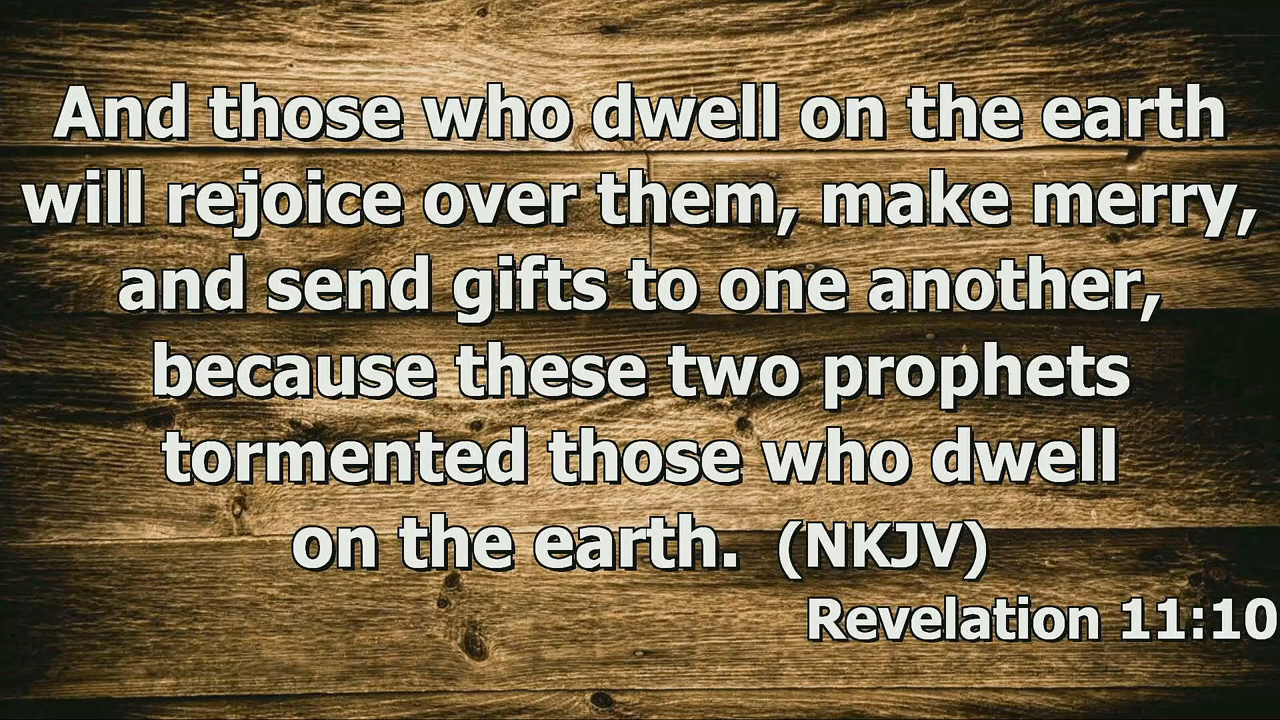 And those who dwell on the earth
will rejoice over them, make merry,
and send gifts to one another,
because these two prophets
tormented those who dwell
on the earth. (NKJV)
Revelation 11:10